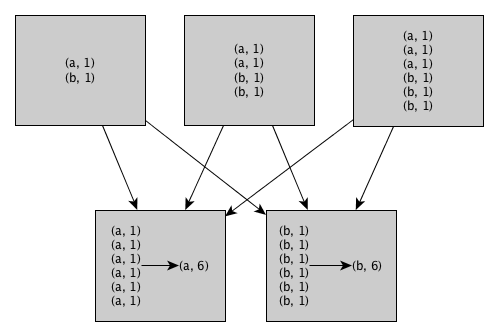 (a, 1)
(b, 1)
(a, 1)
(a, 1)
(b, 1)
(b, 1)
(a, 1)
(a, 1)
(a, 1)
(b, 1)
(b, 1)
(b, 1)
(a, 1)
(a, 1)
(a, 1)
(a, 1)
(a, 1)
(a, 1)
(a, 6)
(b, 1)
(b, 1)
(b, 1)
(b, 1)
(b, 1)
(b, 1)
(b, 6)